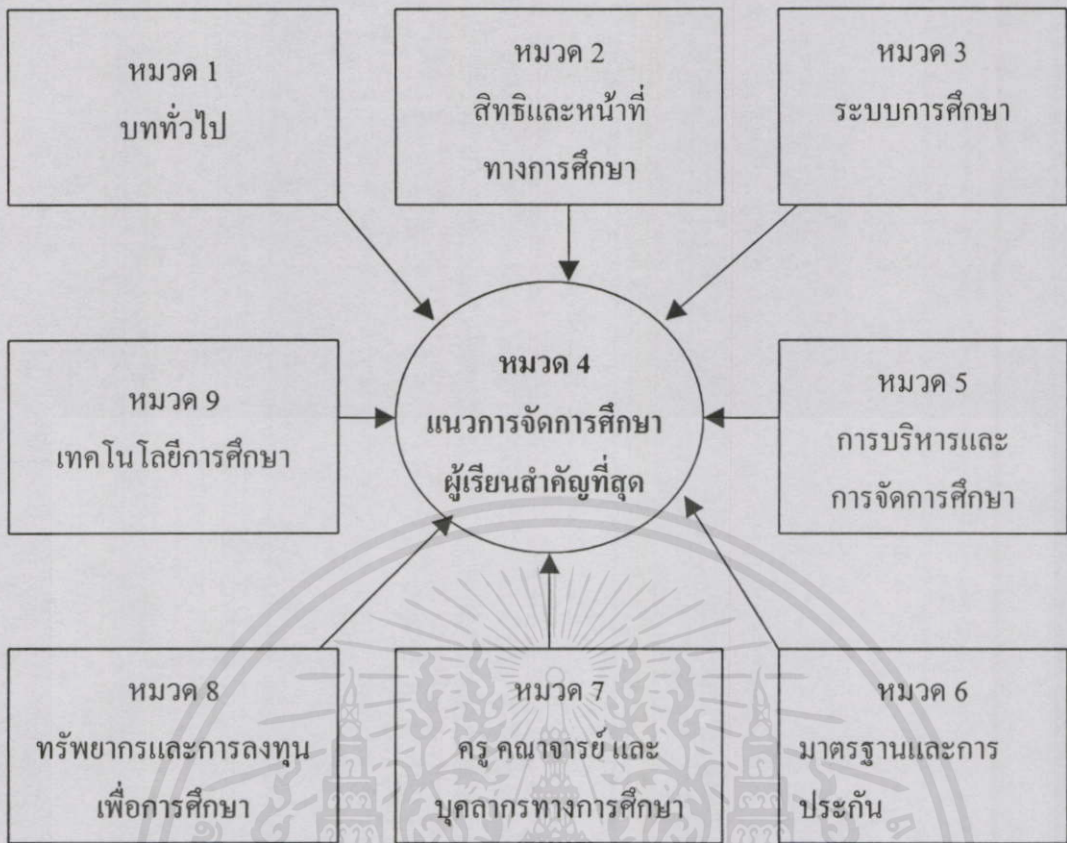 หมวด 1
บททั่วไป
หมวด 2
สิทธิและหน้าที่
ทางการศึกษา
หมวด 3
ระบบการศึกษา
หมวด 9
เทคโนโลยีการศึกษา
หมวด 4
แนวการจัดการศึกษา
ผู้เรียนสำคัญที่สุด
หมวด 5
การบริหารและ
การจัดการศึกษา
หมวด 8
ทรัพยากรและการลงทุน
เพื่อการศึกษา
หมวด 7
ครู คณาจารย์ และ
บุคลากรทางการศึกษา
หมวด 6
มาตรฐานและการ
ประกัน